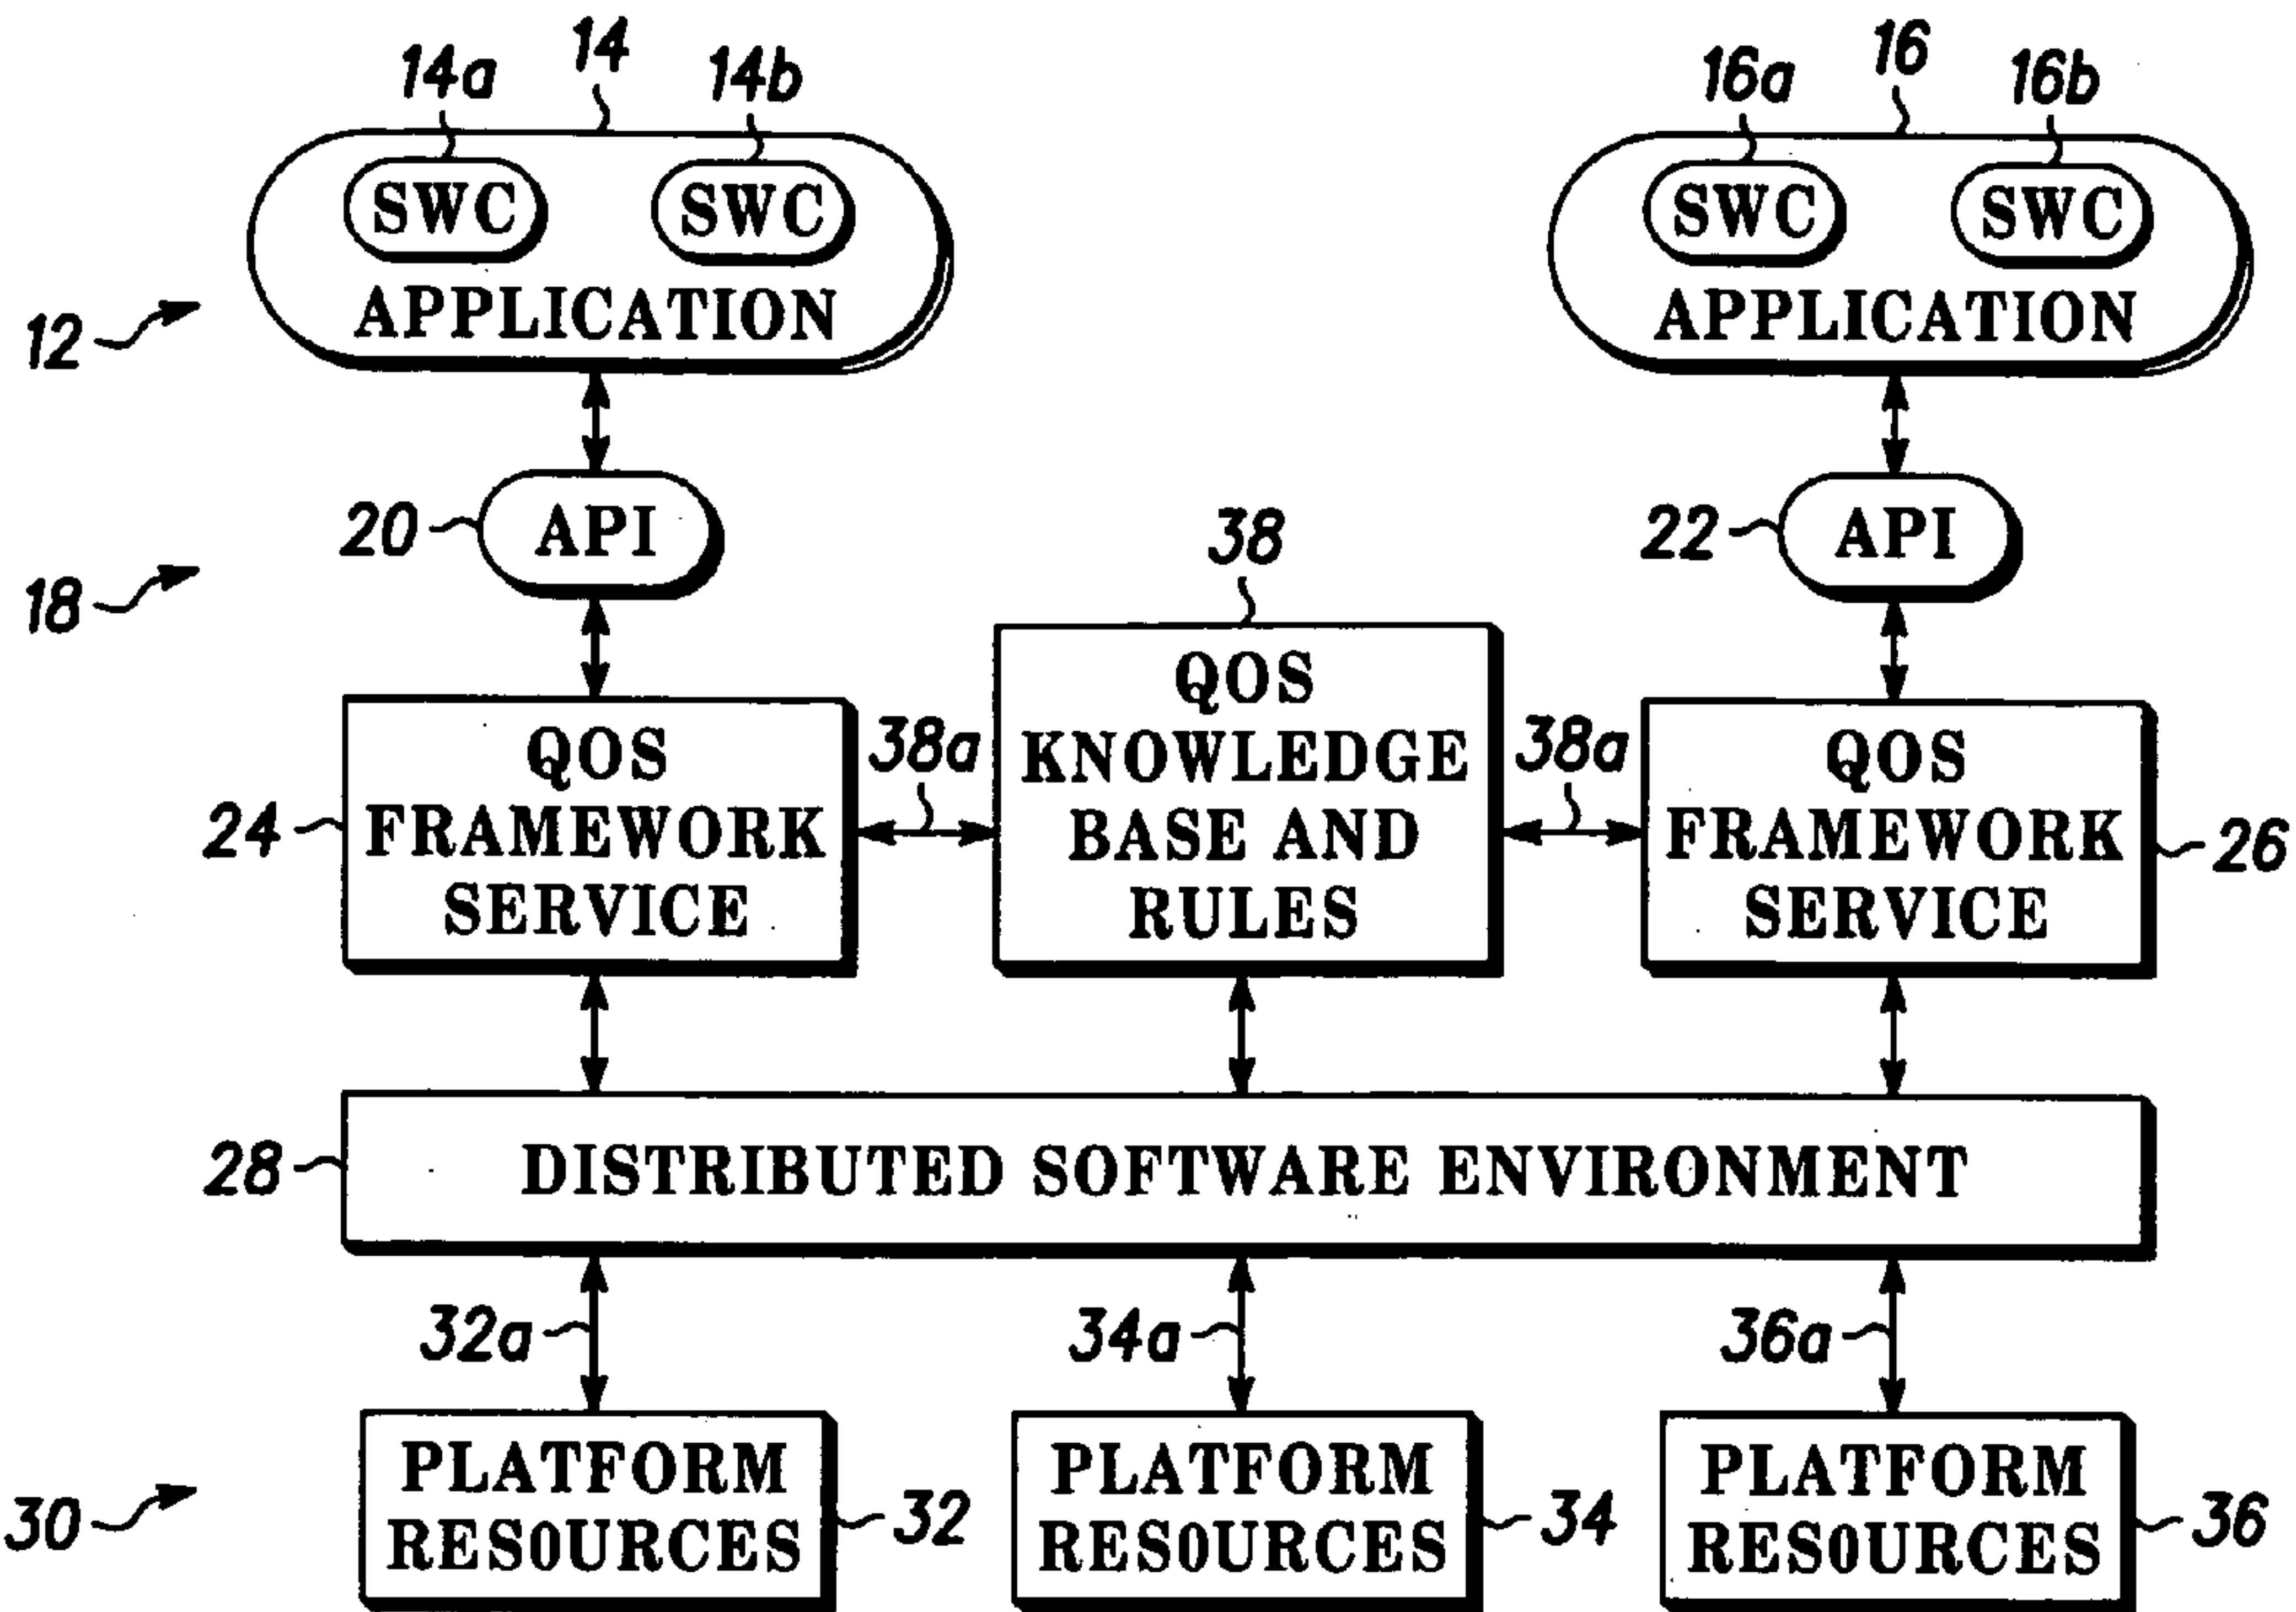 14a 14 14b
16a 16 16b
SWC SWC
SWC SWC
APPLICATION
APPLICATION
12
20 API
22 API
18
38
QOS
FRAMEWORK
SERVICE
24
38a
QOS
KNOWLEDGE
BASE AND
RULES
38a
QOS
FRAMEWORK
SERVICE
26
28 DISTRIBUTED SOFTWARE ENVIRONMENT
32a 34a 36a
30
PLATFORM
RESOURCES
32
PLATFORM
RESOURCES
34
PLATFORM
RESOURCES
36